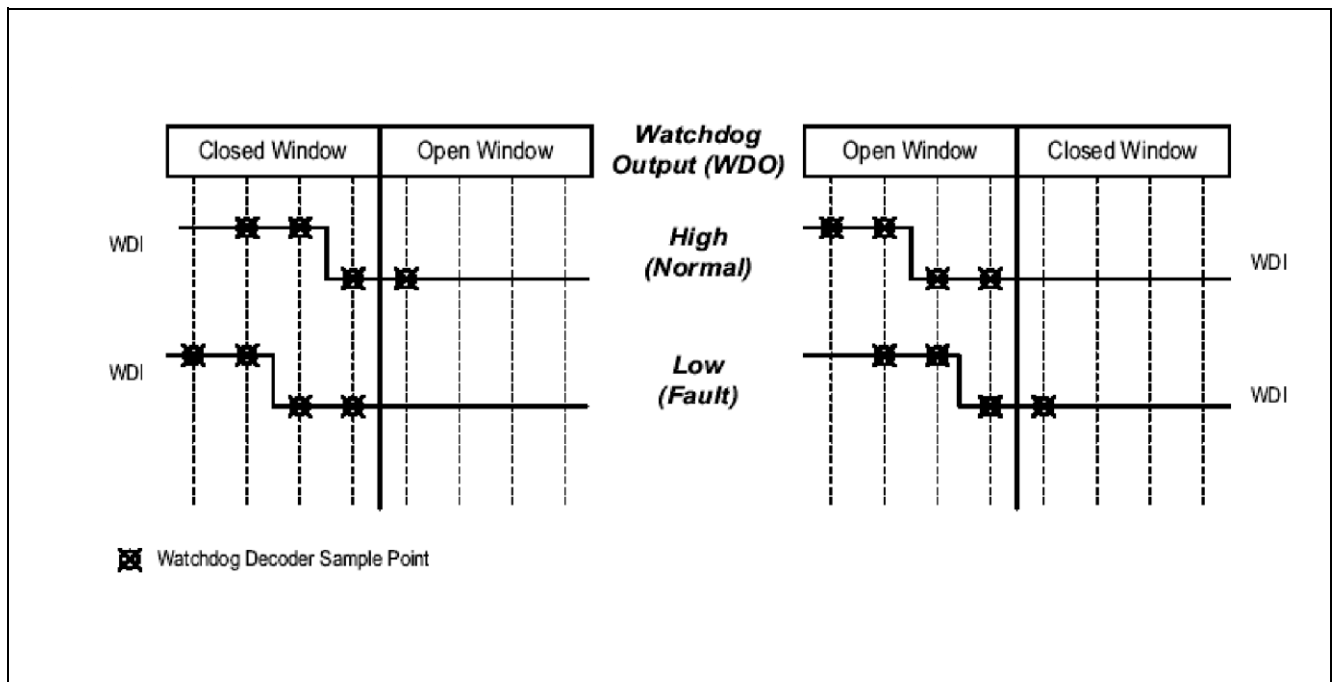 Closed Window
Open Window
Watchdog
Output (WDO)
Open Window
Closed Window
WDI
High
(Normal)
WDI
WDI
Low
(Fault)
WDI
Watchdog Decoder Sample Point